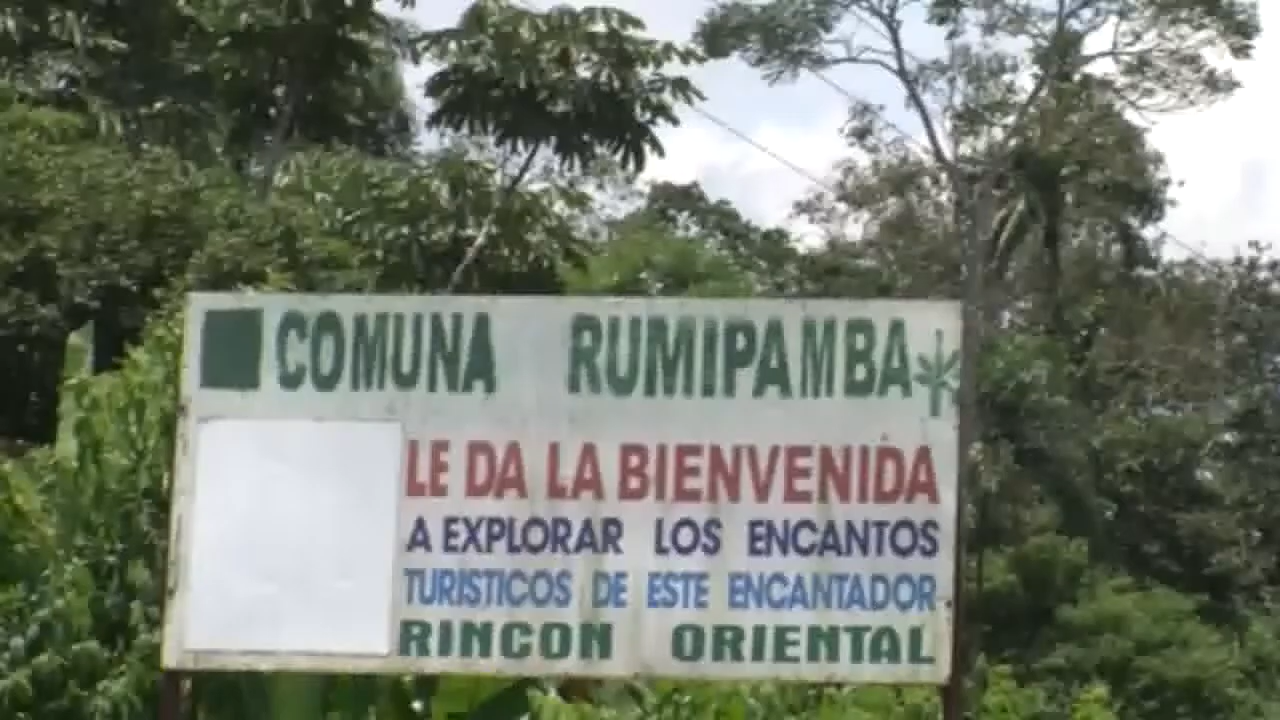 COMUNA RUMIPAMBA
LE DA LA BIENVENIDA
A EXPLORAR LOS ENCANTOS
TURISTICOS DE ESTE ENCANTADOR
RINCON ORIENTAL